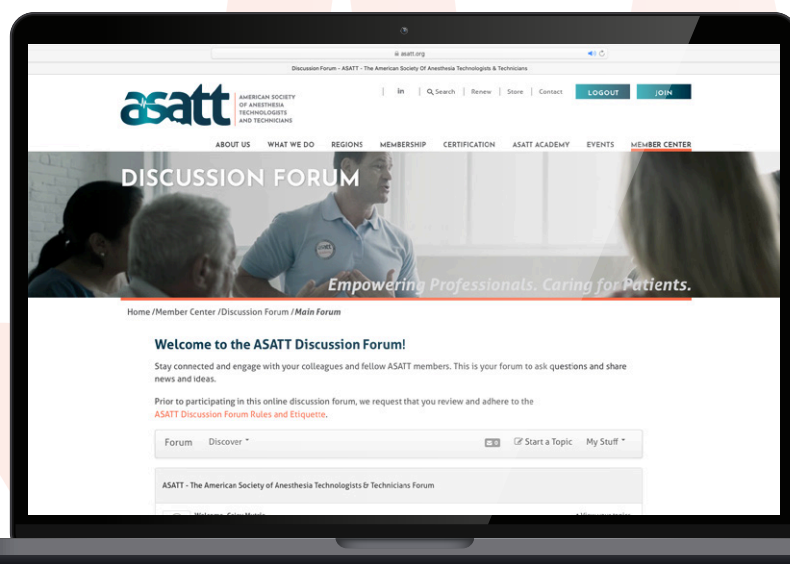 asatt.org
Discussion Forum - ASATT - The American Society Of Anesthesia Technologists & Technicians
asatt
AMERICAN SOCIETY
OF ANESTHESIA
TECHNOLOGISTS
AND TECHNICIANS
in Search Renew Store Contact LOGOUT JOIN
ABOUT US WHAT WE DO REGIONS MEMBERSHIP CERTIFICATION ASATT ACADEMY EVENTS MEMBER CENTER
DISCUSSION FORUM
asatt
Empowering Professionals. Caring for Patients.
Home /Member Center /Discussion Forum /Main Forum
Welcome to the ASATT Discussion Forum!
Stay connected and engage with your colleagues and fellow ASATT members. This is your forum to ask questions and share
news and ideas.
Prior to participating in this online discussion forum, we request that you review and adhere to the
ASATT Discussion Forum Rules and Etiquette.
Forum Discover Start a Topic My Stuff
ASATT - The American Society of Anesthesia Technologists & Technicians Forum